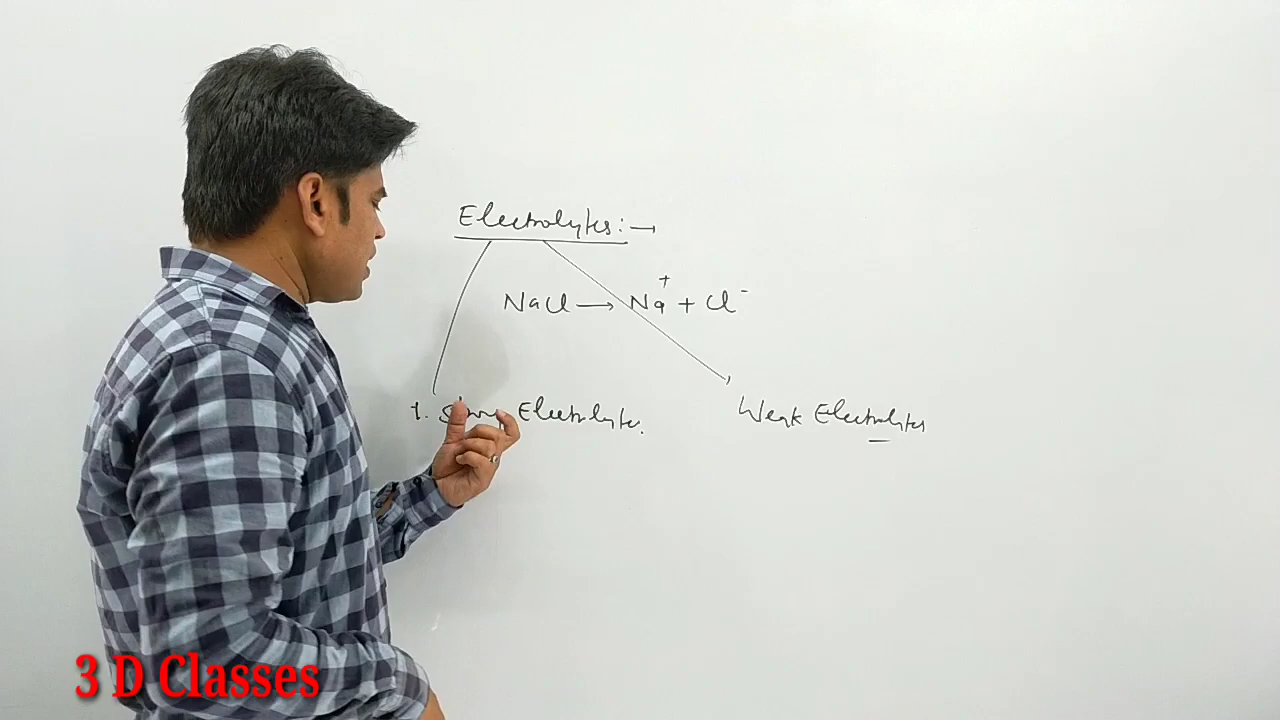 Electrolytes:→
NaCl → Na⁺ + Cl⁻
1. Strong Electrolyte.
Weak Electrolytes
3 D Classes